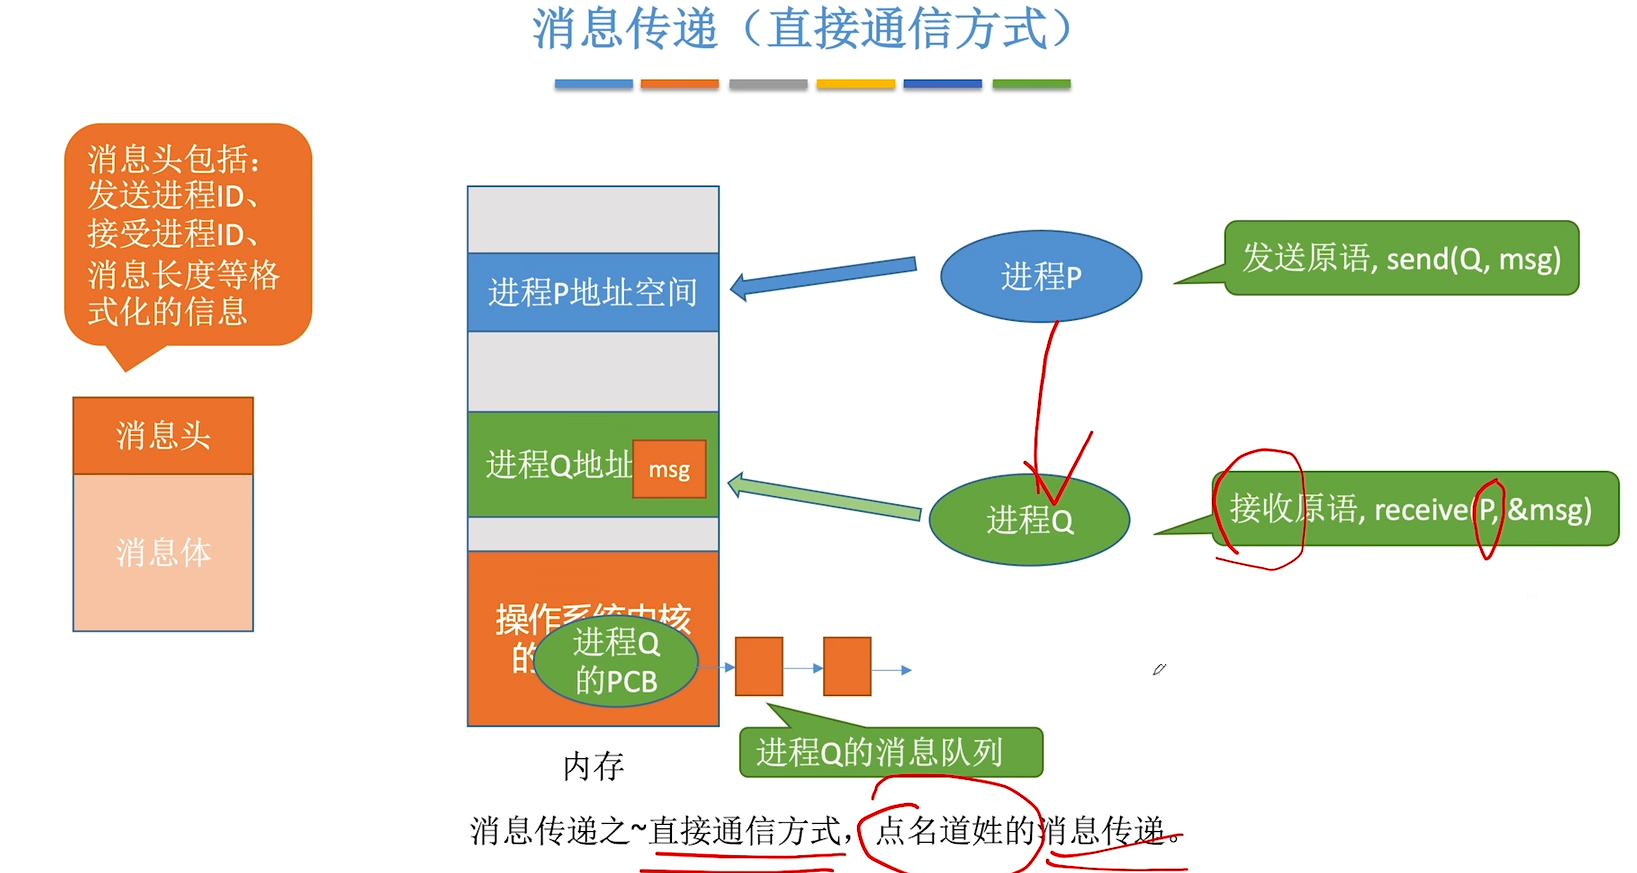 消息传递（直接通信方式）
消息头包括：
发送进程ID、
接受进程ID、
消息长度等格
式化的信息
消息头
消息体
进程P地址空间
进程Q地址
msg
操作系统内核
的
进程Q
的PCB
内存
进程P
发送原语, send(Q, msg)
进程Q
接收原语, receive(P, &msg)
进程Q的消息队列
消息传递之~直接通信方式，点名道姓的消息传递。